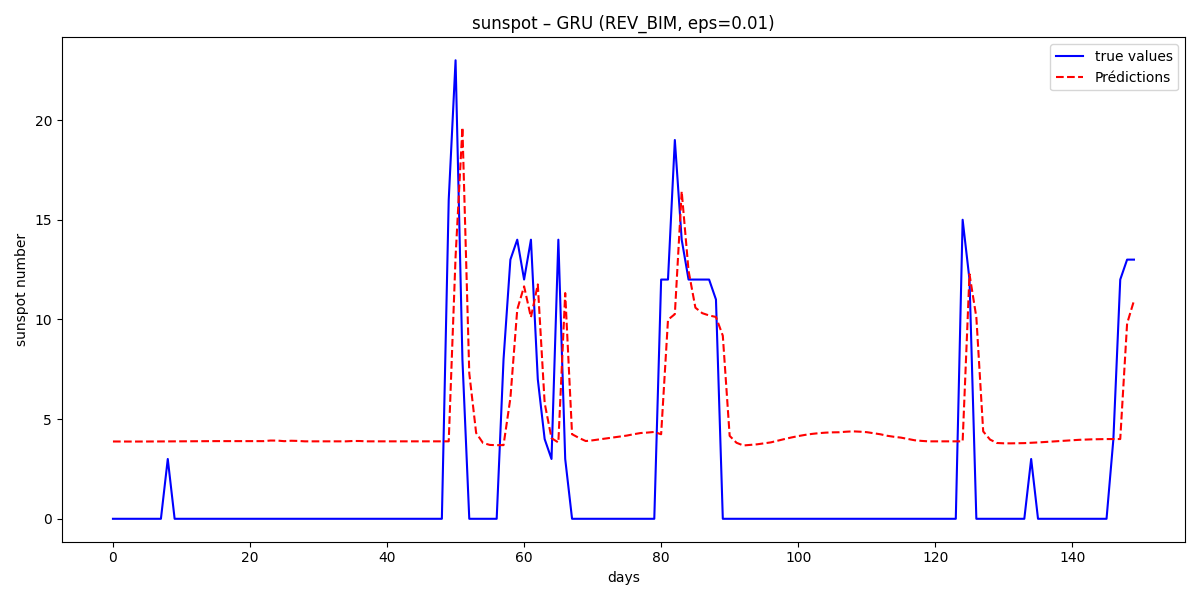 sunspot – GRU (REV_BIM, eps=0.01)
true values
Prédictions
sunspot number
20
15
10
5
0
0 20 40 60 80 100 120 140
days